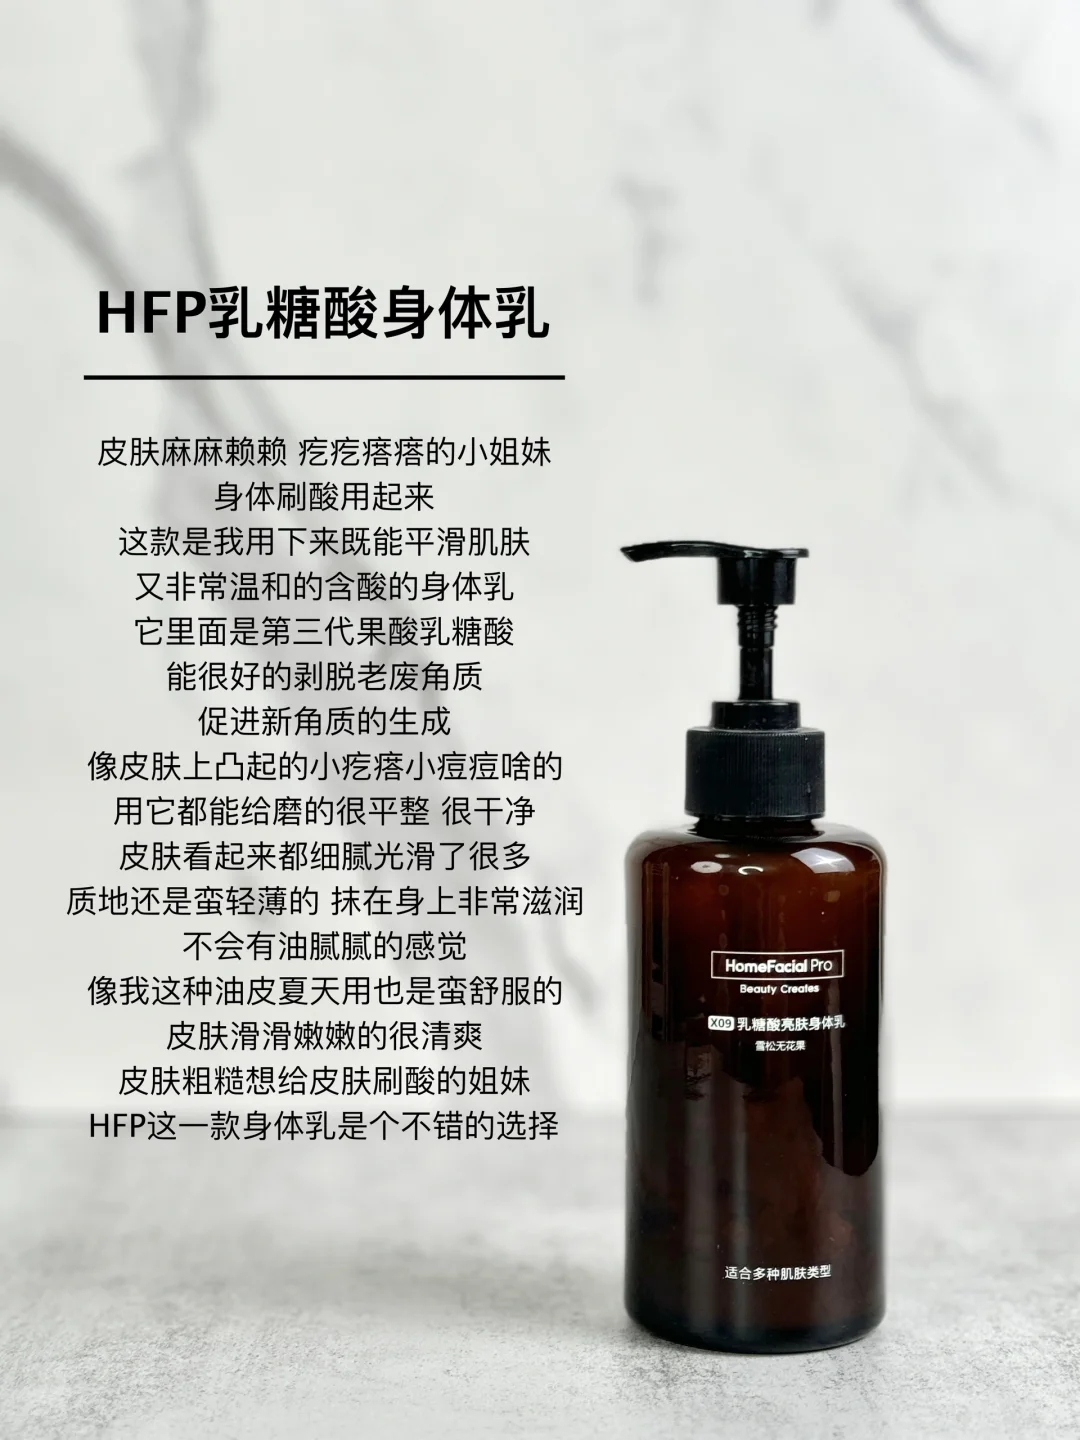 HFP乳糖酸身体乳
皮肤麻麻赖赖 疙疙瘩瘩的小姐妹
身体刷酸用起来
这款是我用下来既能平滑肌肤
又非常温和的含酸的身体乳
它里面是第三代果酸乳糖酸
能很好的剥脱老废角质
促进新角质的生成
像皮肤上凸起的小疙瘩小痘痘啥的
用它都能给磨的很平整 很干净
皮肤看起来都细腻光滑了很多
质地还是蛮轻薄的 抹在身上非常滋润
不会有油腻腻的感觉
像我这种油皮夏天用也是蛮舒服的
皮肤滑滑嫩嫩的很清爽
皮肤粗糙想给皮肤刷酸的姐妹
HFP这一款身体乳是个不错的选择
HomeFacial Pro
Beauty Creates
X09 乳糖酸亮肤身体乳
雪松无花果
适合多种肌肤类型